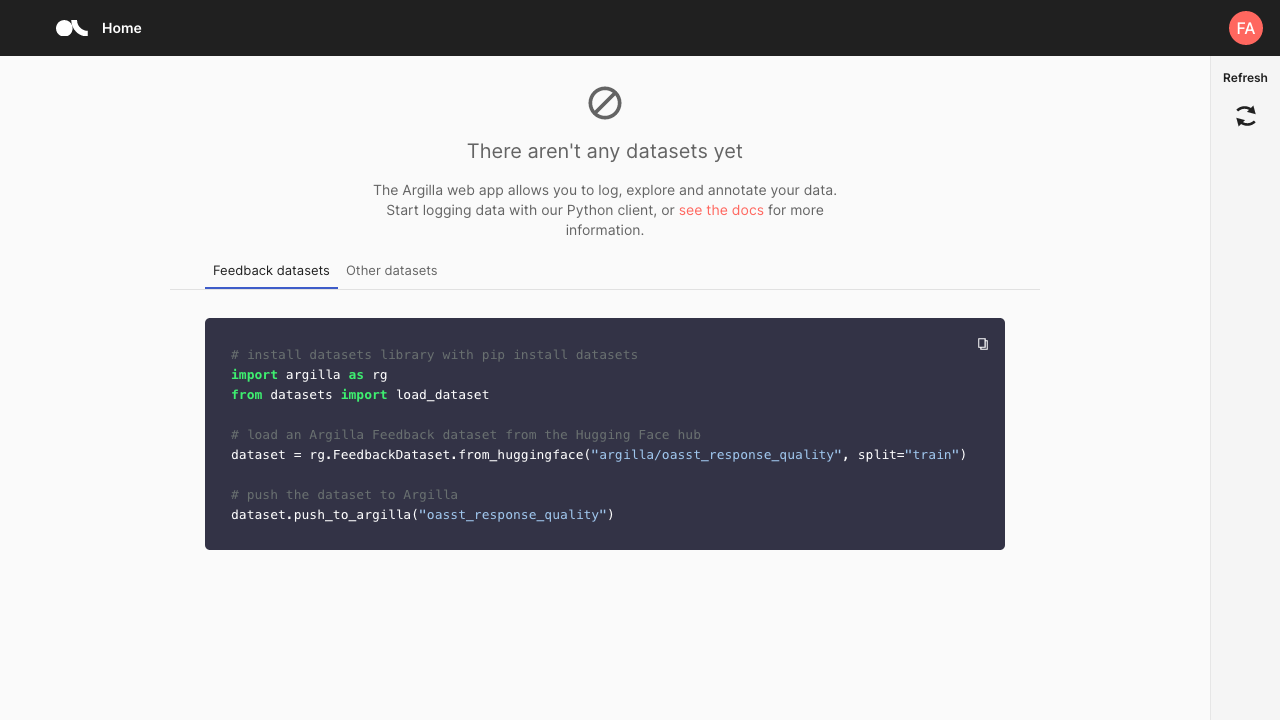 Home
FA
Refresh
There aren't any datasets yet
The Argilla web app allows you to log, explore and annotate your data.
Start logging data with our Python client, or see the docs for more
information.
Feedback datasets Other datasets
# install datasets library with pip install datasets
import argilla as rg
from datasets import load_dataset
# load an Argilla Feedback dataset from the Hugging Face hub
dataset = rg.FeedbackDataset.from_huggingface("argilla/oasst_response_quality", split="train")
# push the dataset to Argilla
dataset.push_to_argilla("oasst_response_quality")